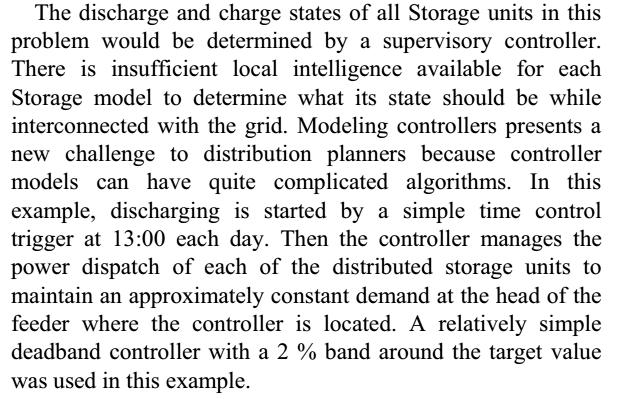 The discharge and charge states of all Storage units in this
problem would be determined by a supervisory controller.
There is insufficient local intelligence available for each
Storage model to determine what its state should be while
interconnected with the grid. Modeling controllers presents a
new challenge to distribution planners because controller
models can have quite complicated algorithms. In this
example, discharging is started by a simple time control
trigger at 13:00 each day. Then the controller manages the
power dispatch of each of the distributed storage units to
maintain an approximately constant demand at the head of the
feeder where the controller is located. A relatively simple
deadband controller with a 2 % band around the target value
was used in this example.